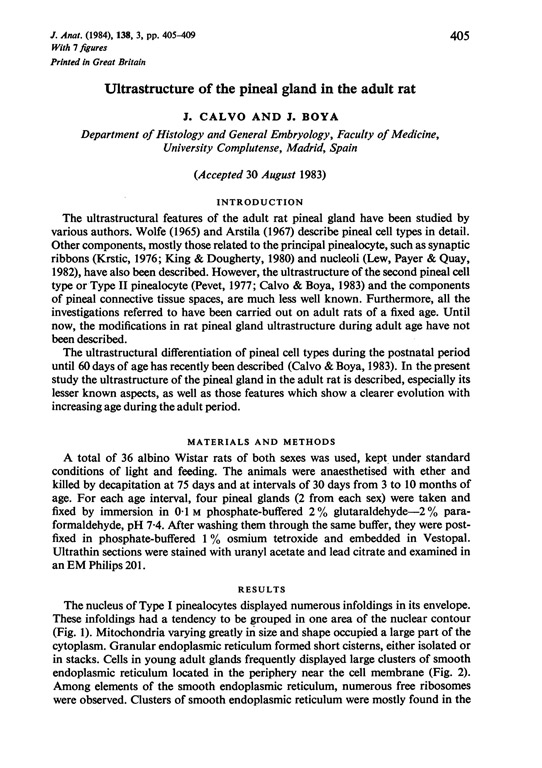 J. Anat. (1984), 138, 3, pp. 405–409
405
With 7 figures
Printed in Great Britain
Ultrastructure of the pineal gland in the adult rat
J. CALVO AND J. BOYA
Department of Histology and General Embryology, Faculty of Medicine,
University Complutense, Madrid, Spain
(Accepted 30 August 1983)
INTRODUCTION
The ultrastructural features of the adult rat pineal gland have been studied by
various authors. Wolfe (1965) and Arstila (1967) describe pineal cell types in detail.
Other components, mostly those related to the principal pinealocyte, such as synaptic
ribbons (Krstic, 1976; King & Dougherty, 1980) and nucleoli (Lew, Payer & Quay,
1982), have also been described. However, the ultrastructure of the second pineal cell
type or Type II pinealocyte (Pevet, 1977; Calvo & Boya, 1983) and the components
of pineal connective tissue spaces, are much less well known. Furthermore, all the
investigations referred to have been carried out on adult rats of a fixed age. Until
now, the modifications in rat pineal gland ultrastructure during adult age have not
been described.
The ultrastructural differentiation of pineal cell types during the postnatal period
until 60 days of age has recently been described (Calvo & Boya, 1983). In the present
study the ultrastructure of the pineal gland in the adult rat is described, especially its
lesser known aspects, as well as those features which show a clearer evolution with
increasing age during the adult period.
MATERIALS AND METHODS
A total of 36 albino Wistar rats of both sexes was used, kept under standard
conditions of light and feeding. The animals were anaesthetised with ether and
killed by decapitation at 75 days and at intervals of 30 days from 3 to 10 months of
age. For each age interval, four pineal glands (2 from each sex) were taken and
fixed by immersion in 0·1 M phosphate-buffered 2% glutaraldehyde—2% para-
formaldehyde, pH 7·4. After washing them through the same buffer, they were post-
fixed in phosphate-buffered 1% osmium tetroxide and embedded in Vestopal.
Ultrathin sections were stained with uranyl acetate and lead citrate and examined in
an EM Philips 201.
RESULTS
The nucleus of Type I pinealocytes displayed numerous infoldings in its envelope.
These infoldings had a tendency to be grouped in one area of the nuclear contour
(Fig. 1). Mitochondria varying greatly in size and shape occupied a large part of the
cytoplasm. Granular endoplasmic reticulum formed short cisterns, either isolated or
in stacks. Cells in young adult glands frequently displayed large clusters of smooth
endoplasmic reticulum located in the periphery near the cell membrane (Fig. 2).
Among elements of the smooth endoplasmic reticulum, numerous free ribosomes
were observed. Clusters of smooth endoplasmic reticulum were mostly found in the